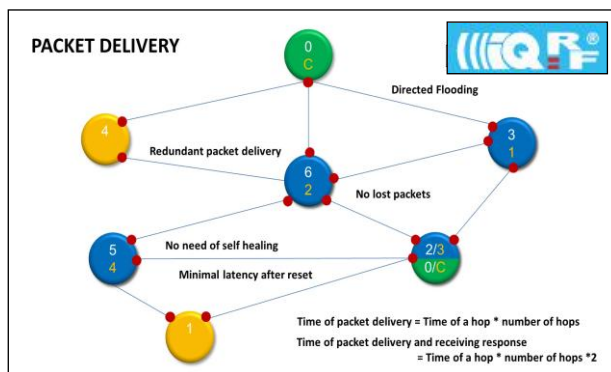 PACKET DELIVERY
IQRF®
0
C
Directed Flooding
4
3
1
Redundant packet delivery
6
2
No lost packets
5
4
No need of self healing
2/3
0/C
Minimal latency after reset
1
Time of packet delivery = Time of a hop * number of hops
Time of packet delivery and receiving response
= Time of a hop * number of hops *2